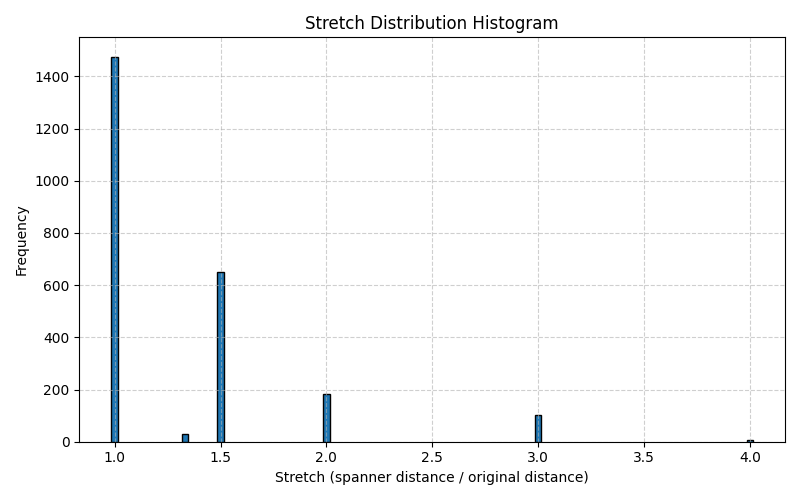 Stretch Distribution Histogram
Frequency
1400
1200
1000
800
600
400
200
0
1.0 1.5 2.0 2.5 3.0 3.5 4.0
Stretch (spanner distance / original distance)